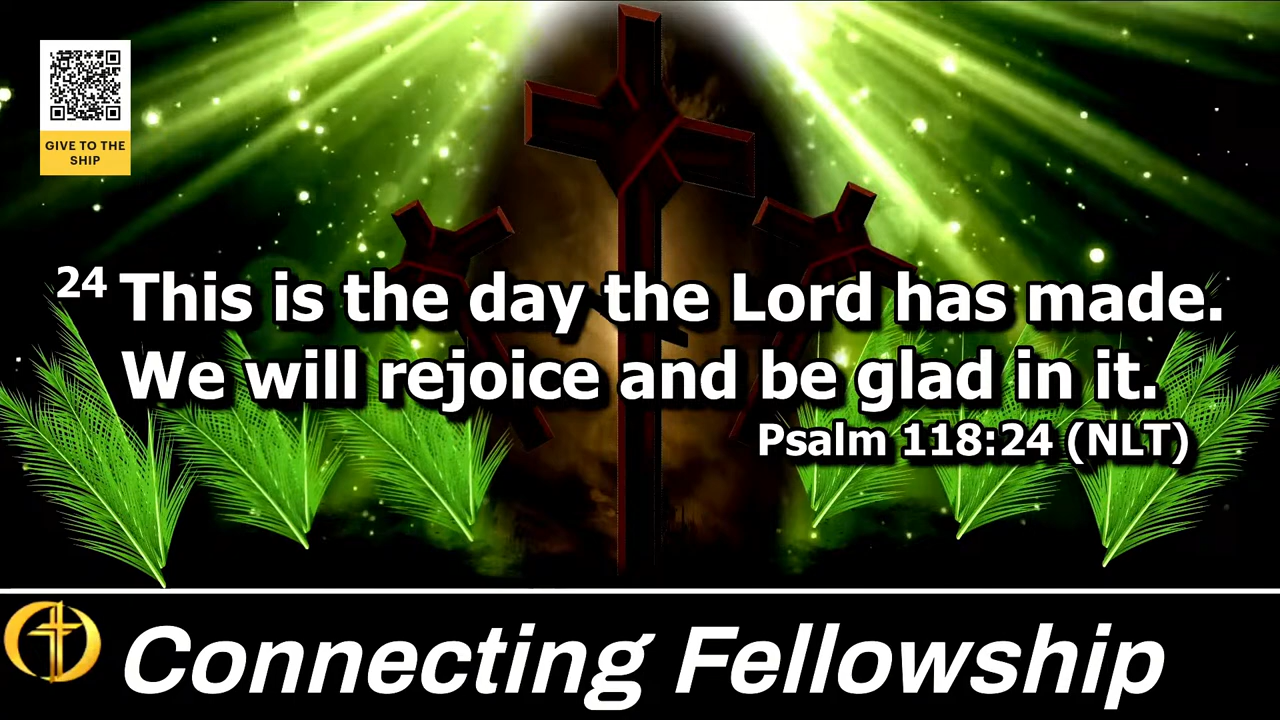 GIVE TO THE
SHIP
24 This is the day the Lord has made.
We will rejoice and be glad in it.
Psalm 118:24 (NLT)
Connecting Fellowship